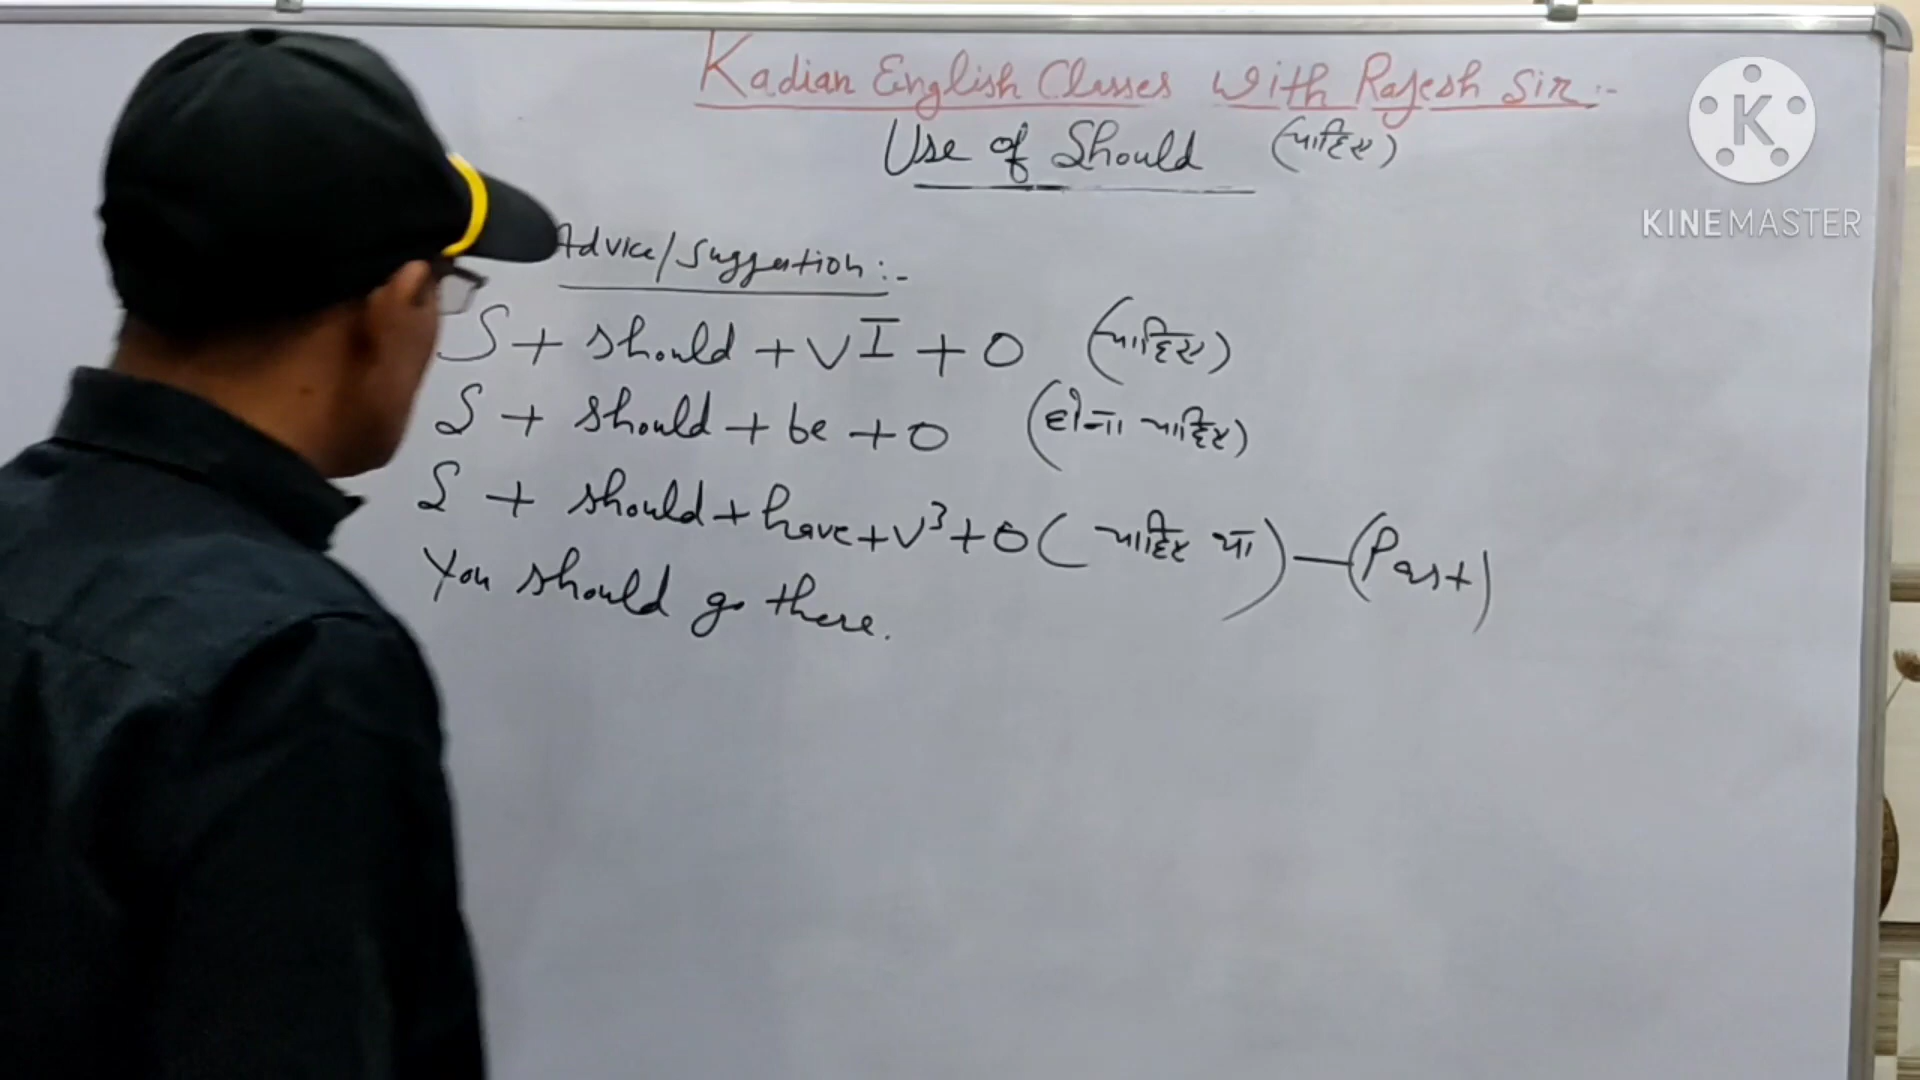 Kadian English Classes With Rajesh Sir :-
Use of Should (चाहिए)
K
KINEMASTER
Advice/Suggestion :-
S + should + V I + O (चाहिए)
S + should + be + O (होना चाहिए)
S + should + have + V³ + O ( चाहिए था ) — (Past)
You should go there.